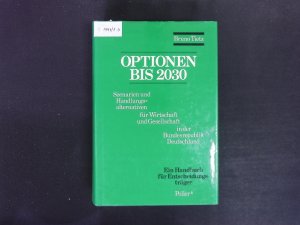 Bruno Tietz
OPTIONEN
BIS 2030
Szenarien und
Handlungs-
alternativen
für Wirtschaft
und Gesellschaft
in der
Bundesrepublik
Deutschland
Ein Handbuch
für Entscheidungs-
träger
Poller